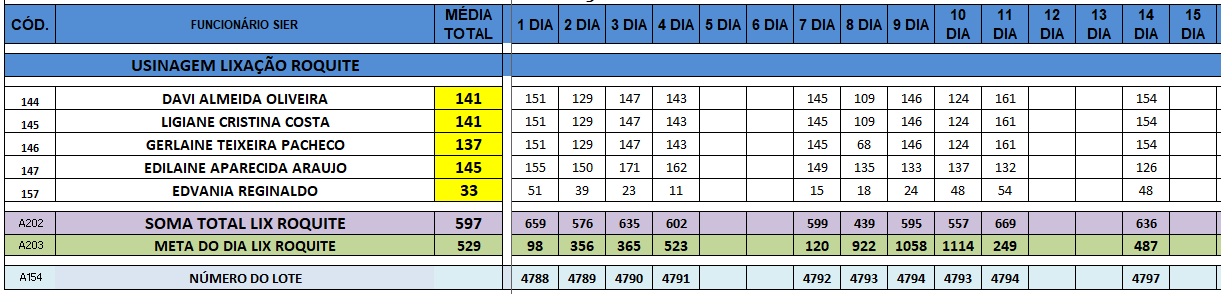 CÓD. FUNCIONÁRIO SIER MÉDIA TOTAL 1 DIA 2 DIA 3 DIA 4 DIA 5 DIA 6 DIA 7 DIA 8 DIA 9 DIA 10 DIA 11 DIA 12 DIA 13 DIA 14 DIA 15 DIA
USINAGEM LIXAÇÃO ROQUITE
144 DAVI ALMEIDA OLIVEIRA 141 151 129 147 143 145 109 146 124 161 154
145 LIGIANE CRISTINA COSTA 141 151 129 147 143 145 109 146 124 161 154
146 GERLAINE TEIXEIRA PACHECO 137 151 129 147 143 145 68 146 124 161 154
147 EDILAINE APARECIDA ARAUJO 145 155 150 171 162 149 135 133 137 132 126
157 EDVANIA REGINALDO 33 51 39 23 11 15 18 24 48 54 48
A202 SOMA TOTAL LIX ROQUITE 597 659 576 635 602 599 439 595 557 669 636
A203 META DO DIA LIX ROQUITE 529 98 356 365 523 120 922 1058 1114 249 487
A154 NÚMERO DO LOTE 4788 4789 4790 4791 4792 4793 4794 4793 4794 4797